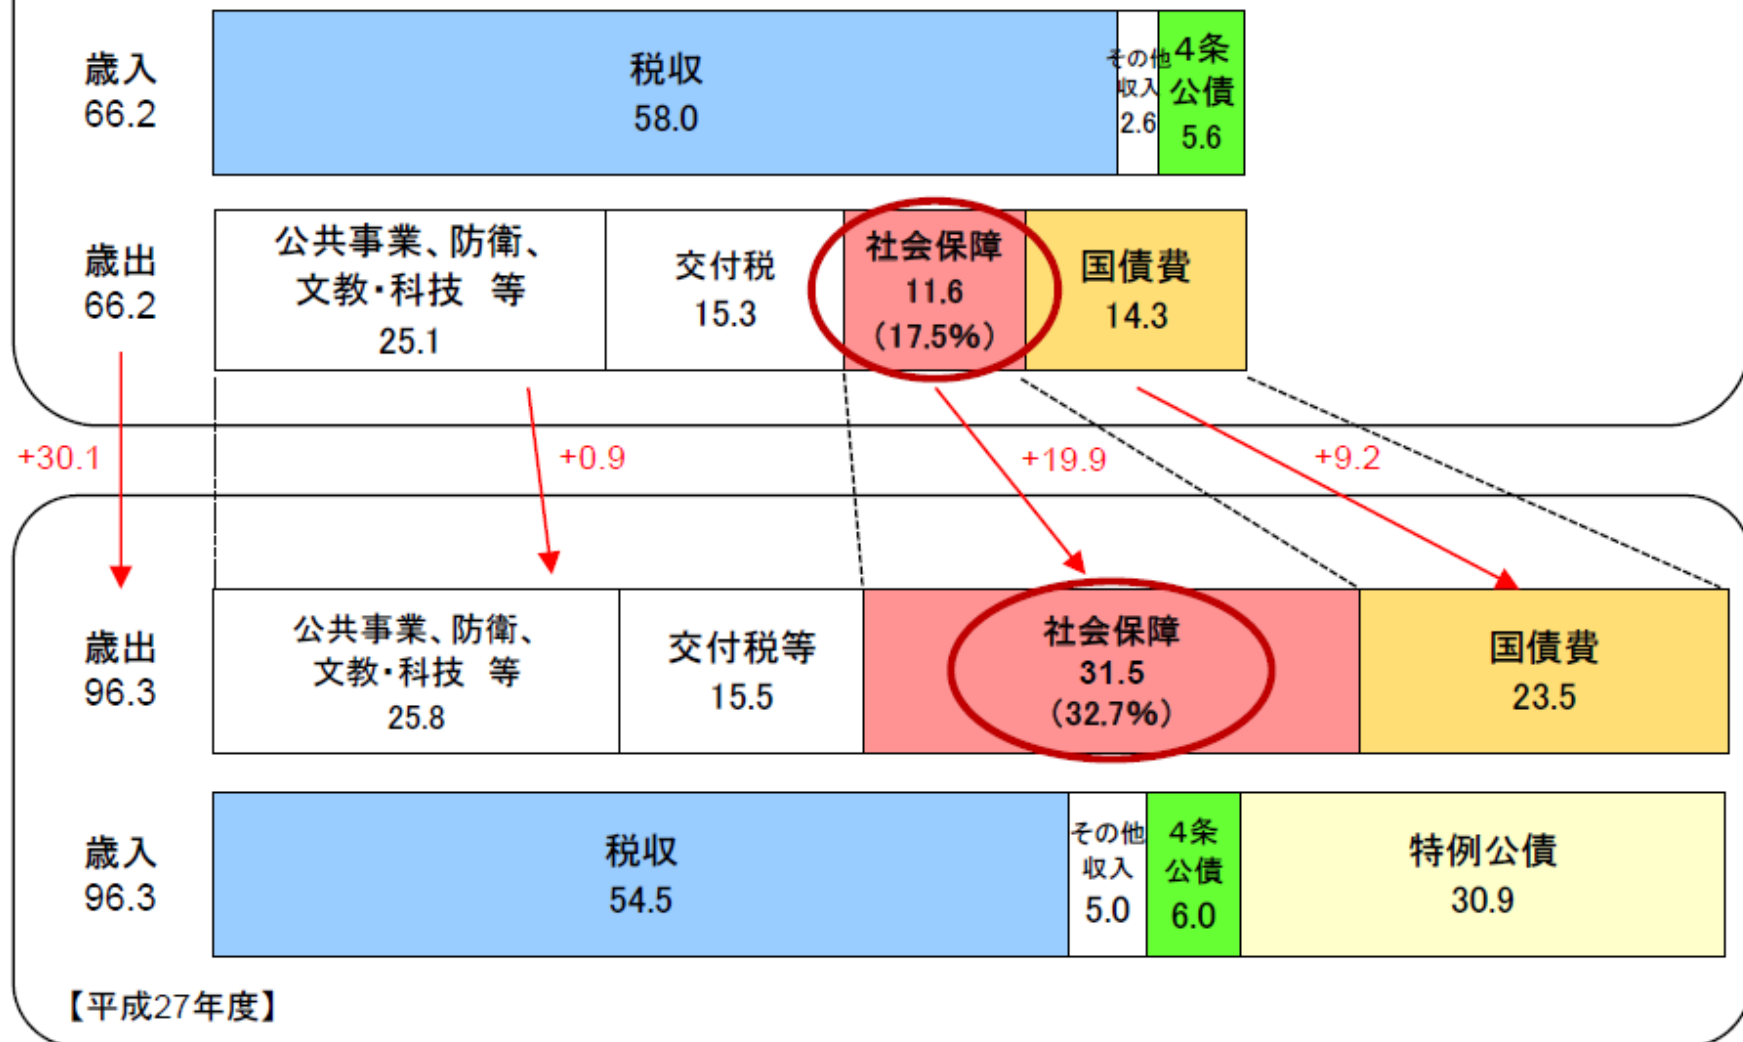 歳入
66.2
税収
58.0
その他
収入
2.6
4条
公債
5.6
歳出
66.2
公共事業、防衛、
文教・科技 等
25.1
交付税
15.3
社会保障
11.6
(17.5%)
国債費
14.3
+30.1
+0.9
+19.9
+9.2
歳出
96.3
公共事業、防衛、
文教・科技 等
25.8
交付税等
15.5
社会保障
31.5
(32.7%)
国債費
23.5
歳入
96.3
税収
54.5
その他
収入
5.0
4条
公債
6.0
特例公債
30.9
【平成27年度】